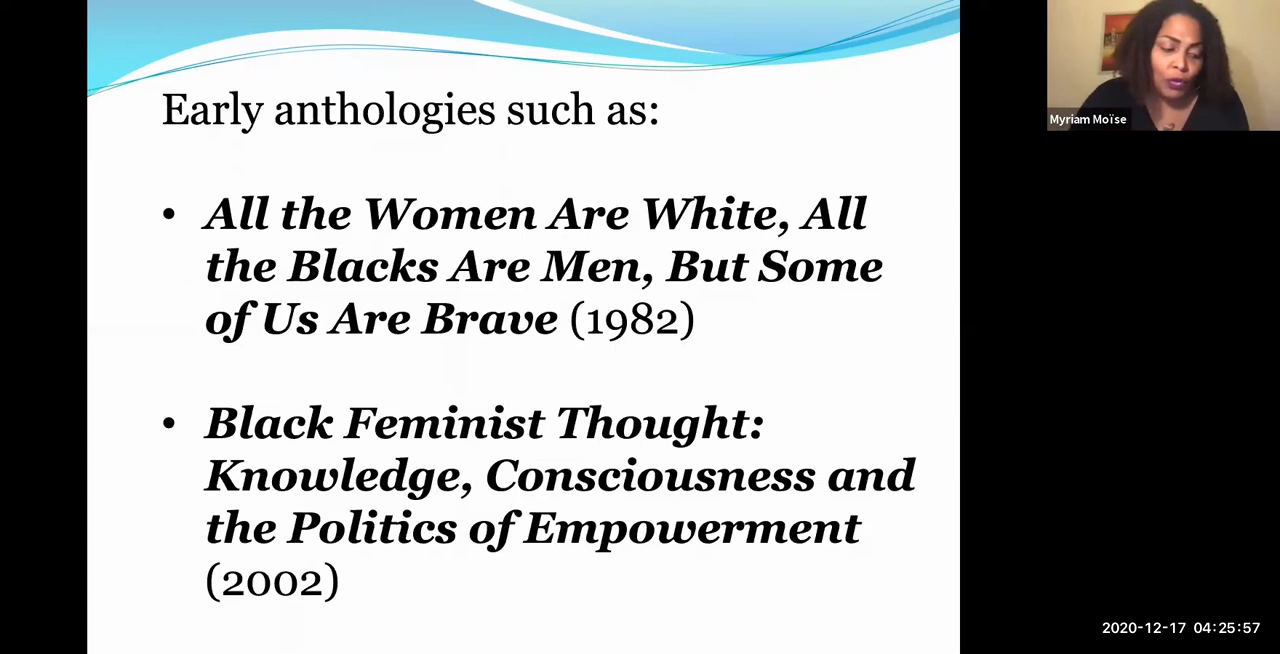 Early anthologies such as:
• All the Women Are White, All
the Blacks Are Men, But Some
of Us Are Brave (1982)
• Black Feminist Thought:
Knowledge, Consciousness and
the Politics of Empowerment
(2002)
Myriam Moïse
2020-12-17 04:25:57